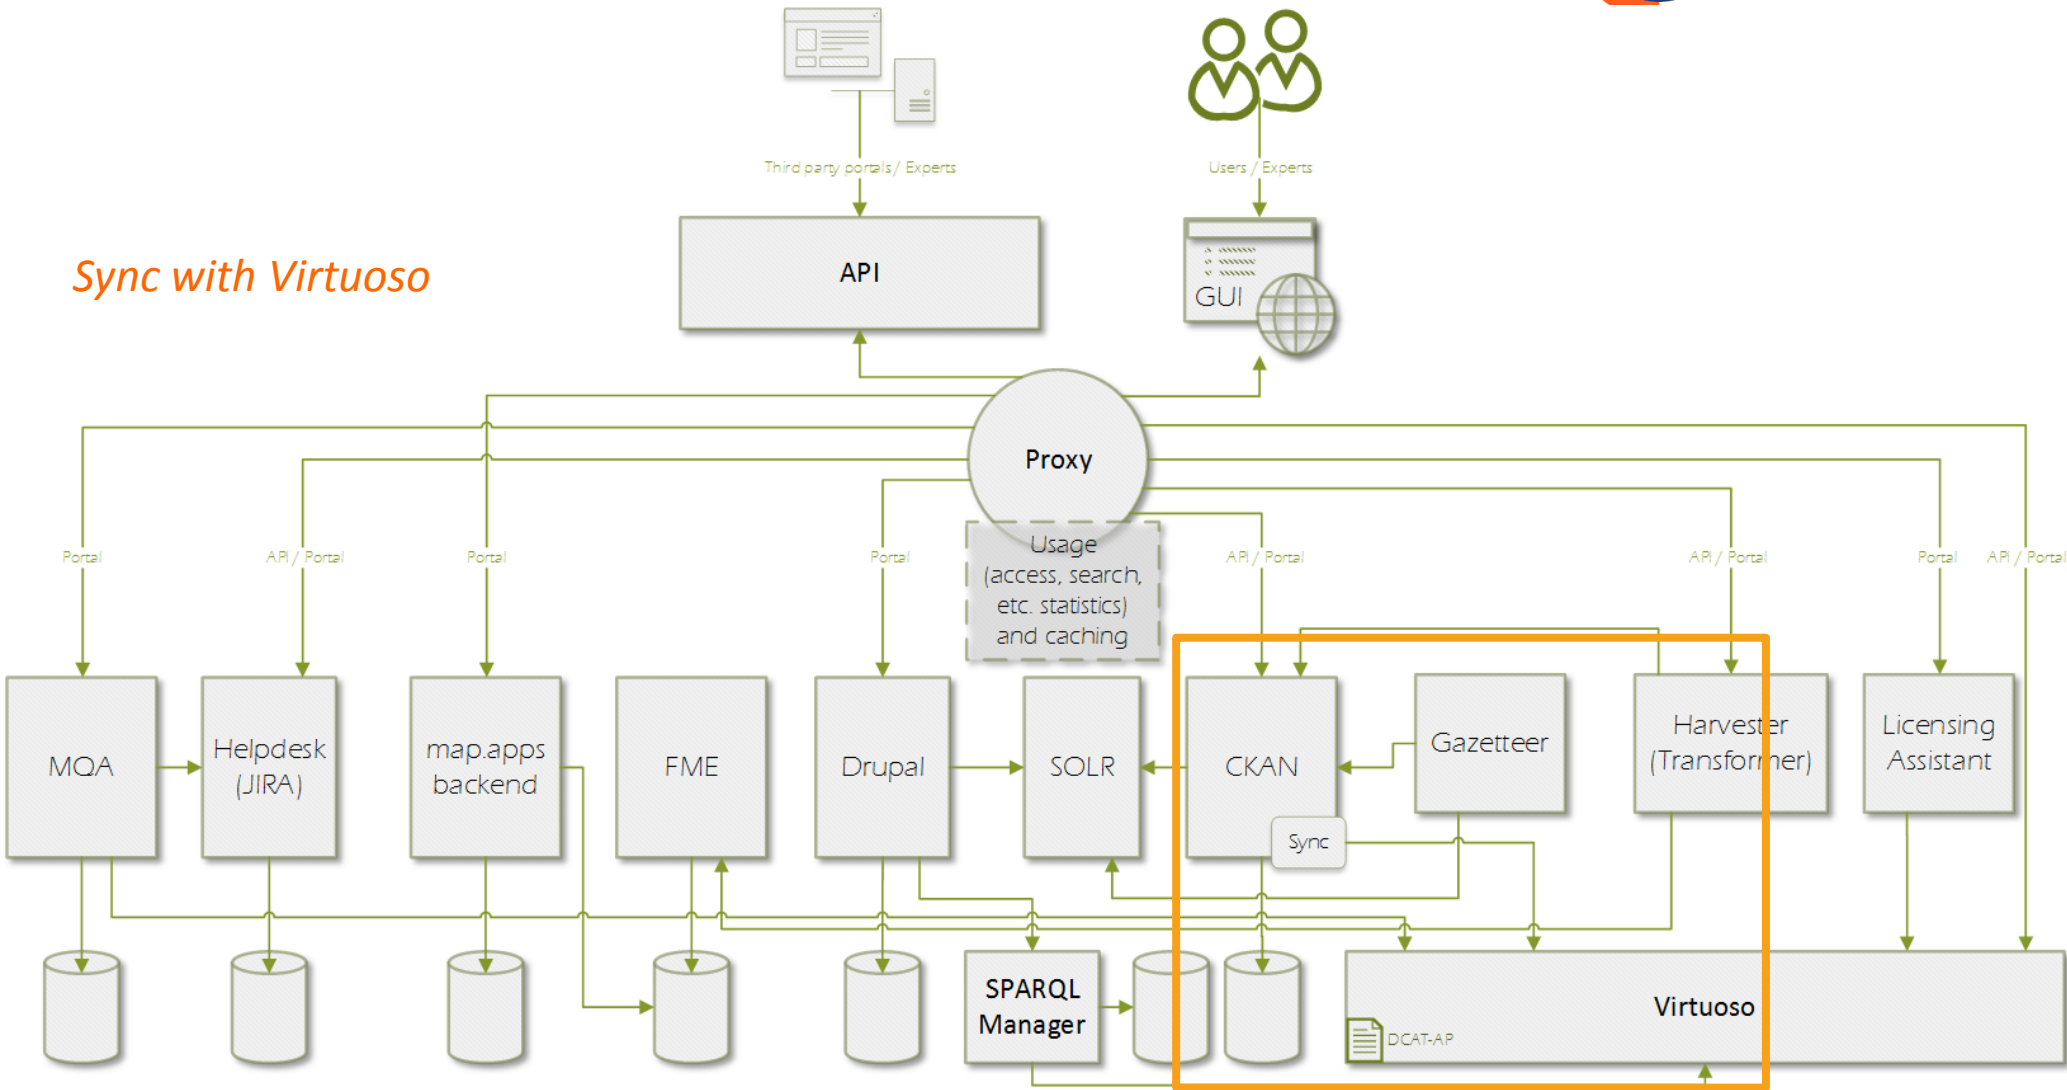 Third party portals / Experts
Users / Experts
Sync with Virtuoso
API
GUI
Proxy
Usage
(access, search,
etc. statistics)
and caching
Portal
API / Portal
Portal
Portal
API / Portal
API / Portal
Portal
API / Portal
MQA
Helpdesk
(JIRA)
map.apps
backend
FME
Drupal
SOLR
CKAN
Sync
Gazetteer
Harvester
(Transformer)
Licensing
Assistant
SPARQL
Manager
Virtuoso
DCAT-AP